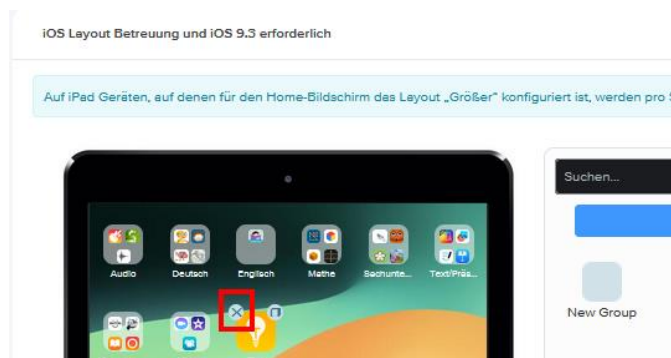 iOS Layout Betreuung und iOS 9.3 erforderlich
Auf iPad Geräten, auf denen für den Home-Bildschirm das Layout „Größer“ konfiguriert ist, werden pro
Suchen...
Audio Deutsch Englisch Mathe Sachunte... Text/Präs...
New Group